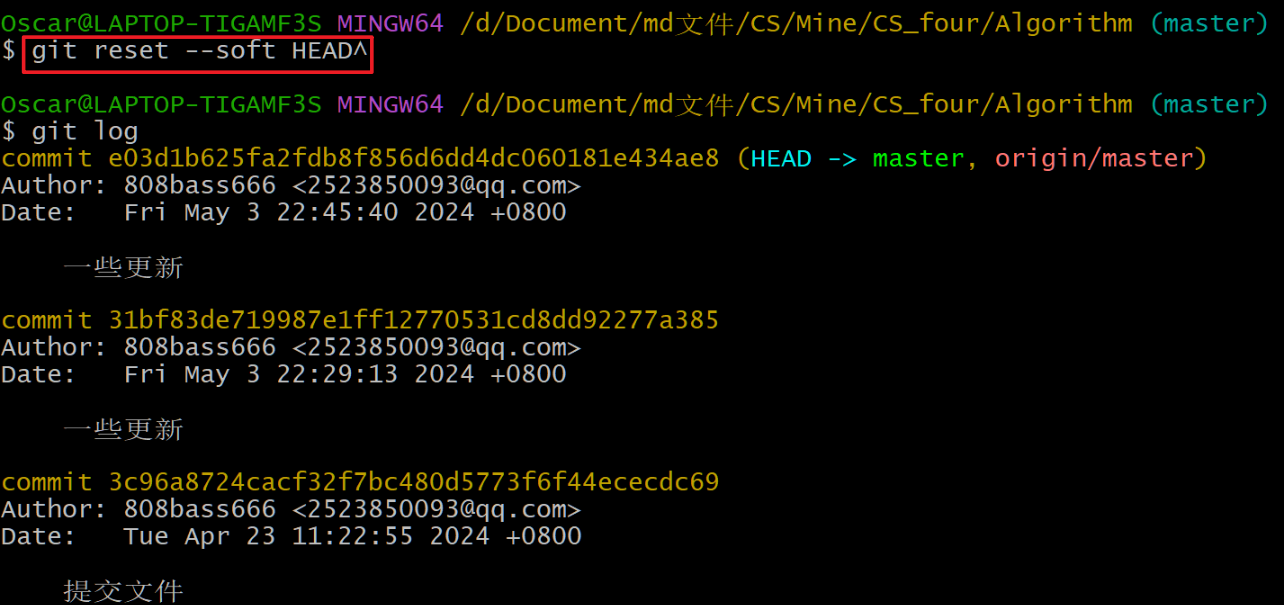 Oscar@LAPTOP-TIGAMF3S MINGW64 /d/Document/md文件/CS/Mine/CS_four/Algorithm (master)
$ git reset --soft HEAD^
Oscar@LAPTOP-TIGAMF3S MINGW64 /d/Document/md文件/CS/Mine/CS_four/Algorithm (master)
$ git log
commit e03d1b625fa2fdb8f856d6dd4dc060181e434ae8 (HEAD -> master, origin/master)
Author: 808bass666 <2523850093@qq.com>
Date:   Fri May 3 22:45:40 2024 +0800
一些更新
commit 31bf83de719987e1ff12770531cd8dd92277a385
Author: 808bass666 <2523850093@qq.com>
Date:   Fri May 3 22:29:13 2024 +0800
一些更新
commit 3c96a8724cacf32f7bc480d5773f6f44ececdc69
Author: 808bass666 <2523850093@qq.com>
Date:   Tue Apr 23 11:22:55 2024 +0800
提交文件